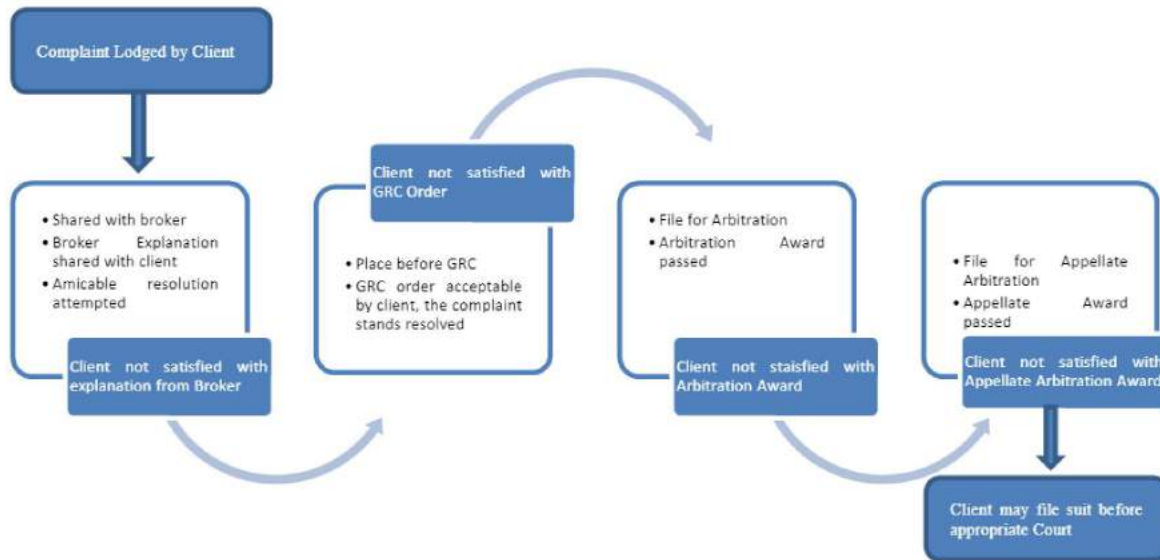 Complaint Lodged by Client
• Shared with broker
• Broker Explanation
shared with client
• Amicable resolution
attempted
Client not satisfied with
explanation from Broker
Client not satisfied with
GRC Order
• Place before GRC
• GRC order acceptable
by client, the complaint
stands resolved
• File for Arbitration
• Arbitration Award
passed
Client not staisfied with
Arbitration Award
• File for Appellate
Arbitration
• Appellate Award
passed
Client not satisfied with
Appellate Arbitration Award
Client may file suit before
appropriate Court